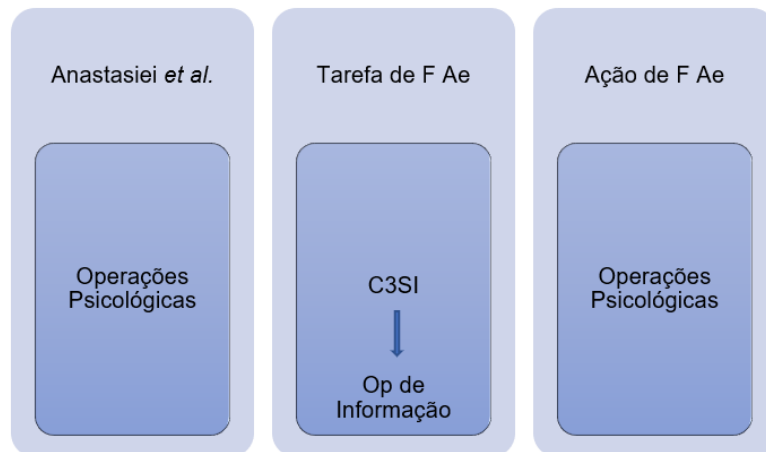 Anastasiei et al.
Operações
Psicológicas
Tarefa de F Ae
C3SI
Op de
Informação
Ação de F Ae
Operações
Psicológicas